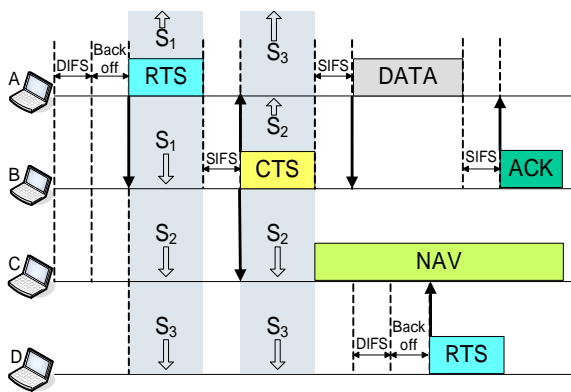 S1
S3
DIFS
Back
off
A
RTS
SIFS
DATA
S2
S1
B
SIFS
CTS
SIFS
ACK
S2
S2
C
NAV
S3
S3
D
DIFS
Back
off
RTS